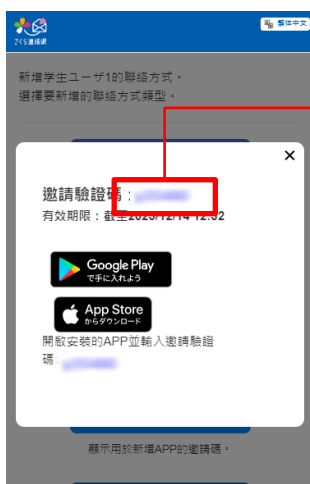 さくら連絡網
繁体中文
新增学生ユーザ1的聯絡方式。
選擇要新增的聯絡方式類型。
×
邀請驗證碼：
有效期限：截至2023/12/14 12:32
Google Play
で手に入れよう
App Store
からダウンロード
開啟安裝的APP並輸入邀請驗證
碼:
顯示用於新增APP的邀請碼。